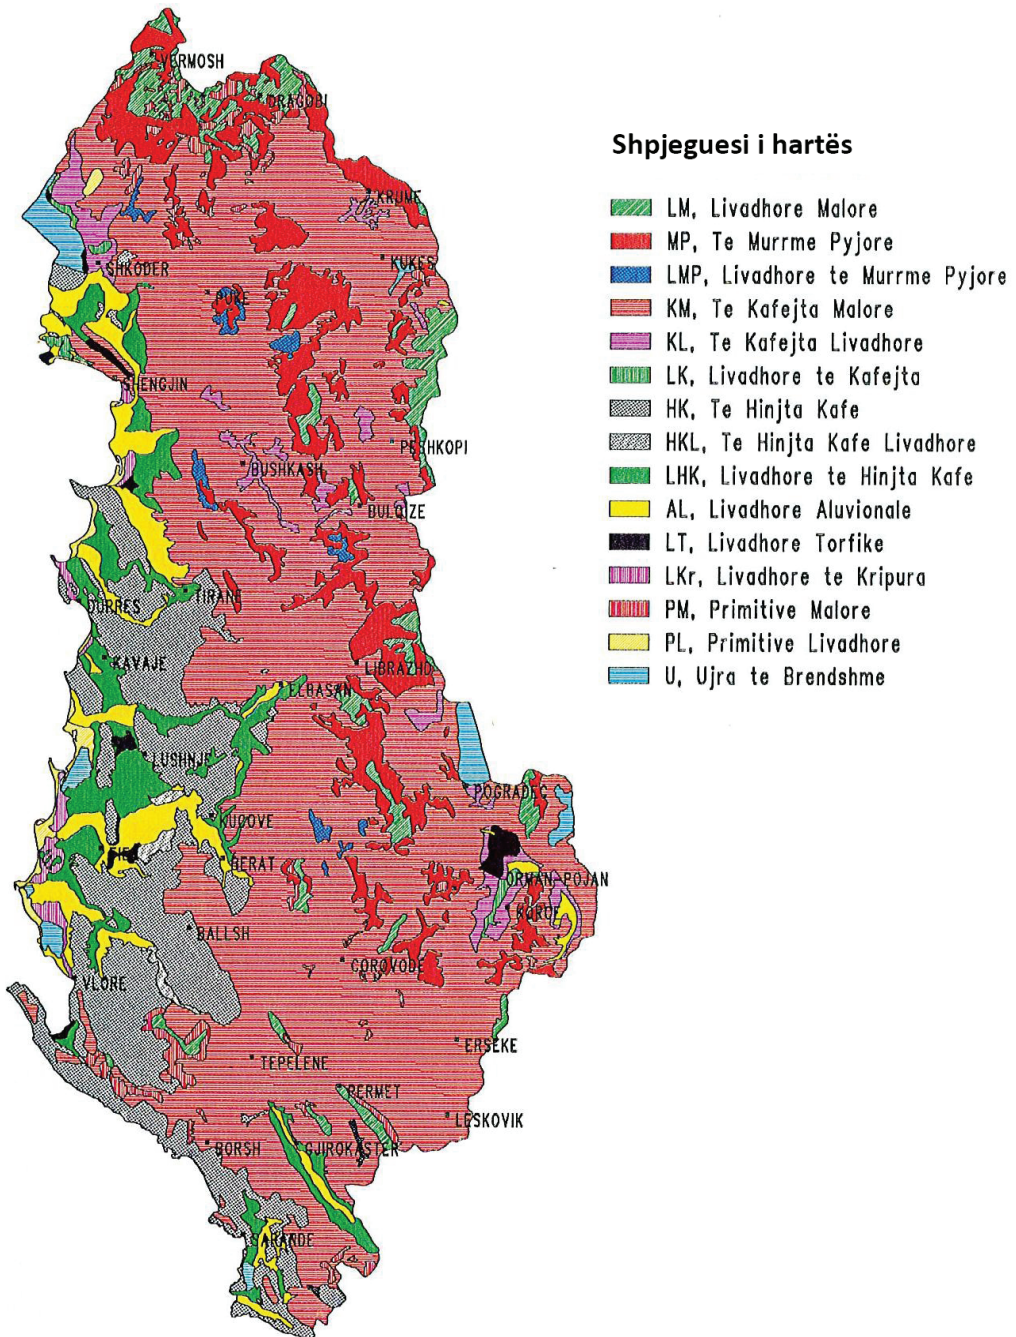 VERMOSH
DRAGOBI
Shpjeguesi i hartës
LM, Livadhore Malore
MP, Te Murrme Pyjore
LMP, Livadhore te Murrme Pyjore
KM, Te Kafejta Malore
KL, Te Kafejta Livadhore
LK, Livadhore te Kafejta
HK, Te Hinjta Kafe
HKL, Te Hinjta Kafe Livadhore
LHK, Livadhore te Hinjta Kafe
AL, Livadhore Aluvionale
LT, Livadhore Torfike
LKr, Livadhore te Kripura
PM, Primitive Malore
PL, Primitive Livadhore
U, Ujra te Brendshme
KRUME
SHKODER
KUKES
PUKE
SHENGJIN
PESHKOPI
BUSHKASH
BULQIZE
TIRANE
DURRES
KAVAJE
LIBRAZHD
ELBASAN
LUSHNJE
POGRADEC
KUCOVE
FIER
BERAT
ORMAN-POJAN
KORCE
BALLSH
COROVODE
VLORE
ERSEKE
TEPELENE
PERMET
LESKOVIK
BORSH
GJIROKASTER
SARANDE